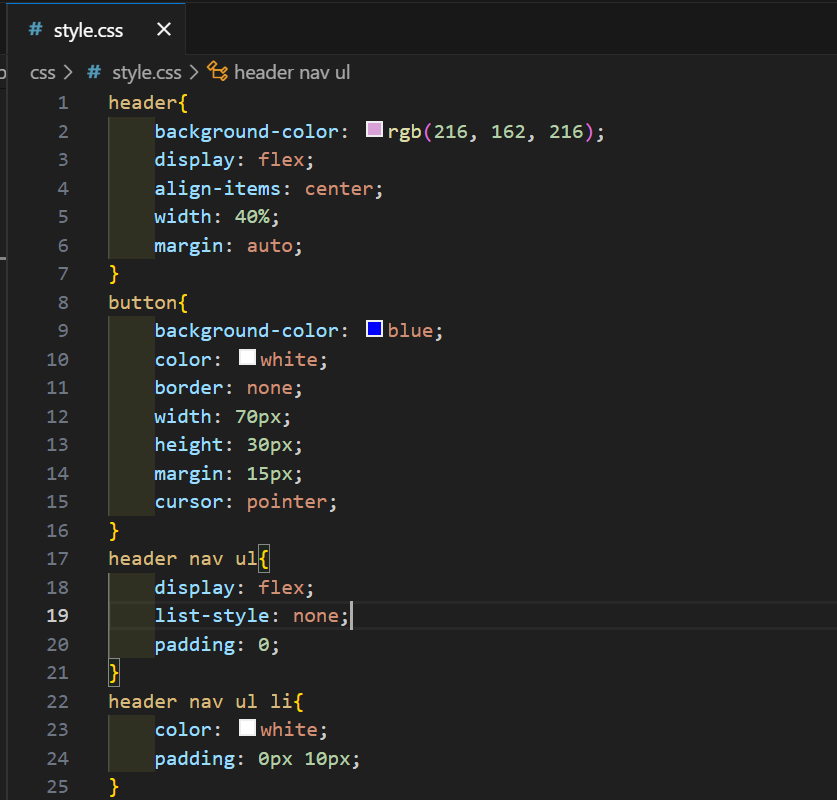 # style.css ×
css > # style.css > header nav ul
1 header{
2     background-color: rgb(216, 162, 216);
3     display: flex;
4     align-items: center;
5     width: 40%;
6     margin: auto;
7 }
8 button{
9     background-color: blue;
10     color: white;
11     border: none;
12     width: 70px;
13     height: 30px;
14     margin: 15px;
15     cursor: pointer;
16 }
17 header nav ul{
18     display: flex;
19     list-style: none;
20     padding: 0;
21 }
22 header nav ul li{
23     color: white;
24     padding: 0px 10px;
25 }